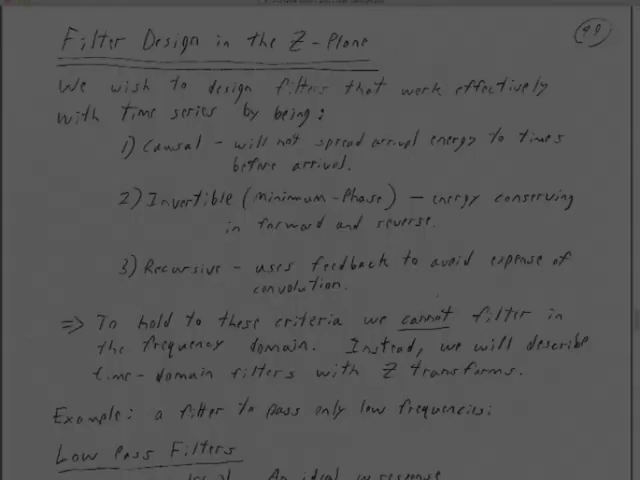 Filter Design in the Z-Plane
99
We wish to design filters that work effectively
with time series by being:
1) Causal - will not spread arrival energy to times
before arrival.
2) Invertible (Minimum-Phase) - energy conserving
in forward and reverse.
3) Recursive - uses feedback to avoid expense of
convolution.
⇒ To hold to these criteria we cannot filter in
the frequency domain. Instead, we will describe
time-domain filters with Z transforms.
Example: a filter to pass only low frequencies:
Low Pass Filters
An ideal ω response